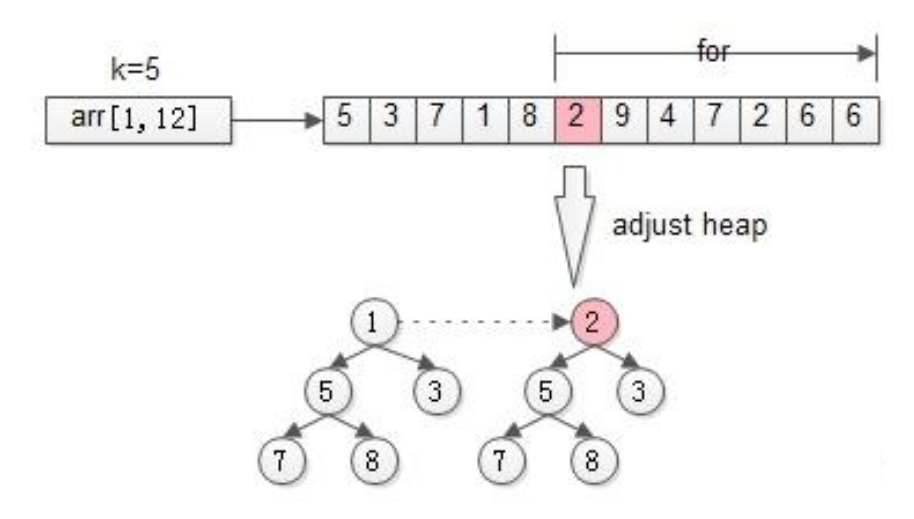 for
k=5
arr[1,12]
5 3 7 1 8 2 9 4 7 2 6 6
adjust heap
1 2
5 3 5 3
7 8 7 8